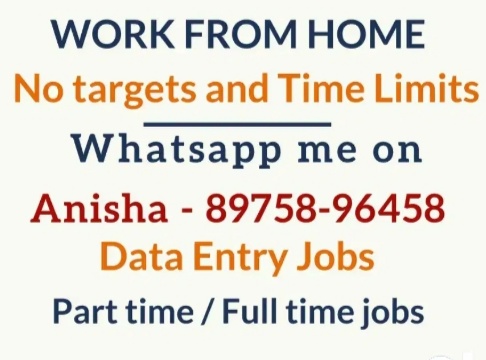 WORK FROM HOME
No targets and Time Limits
Whatsapp me on
Anisha - 89758-96458
Data Entry Jobs
Part time / Full time jobs